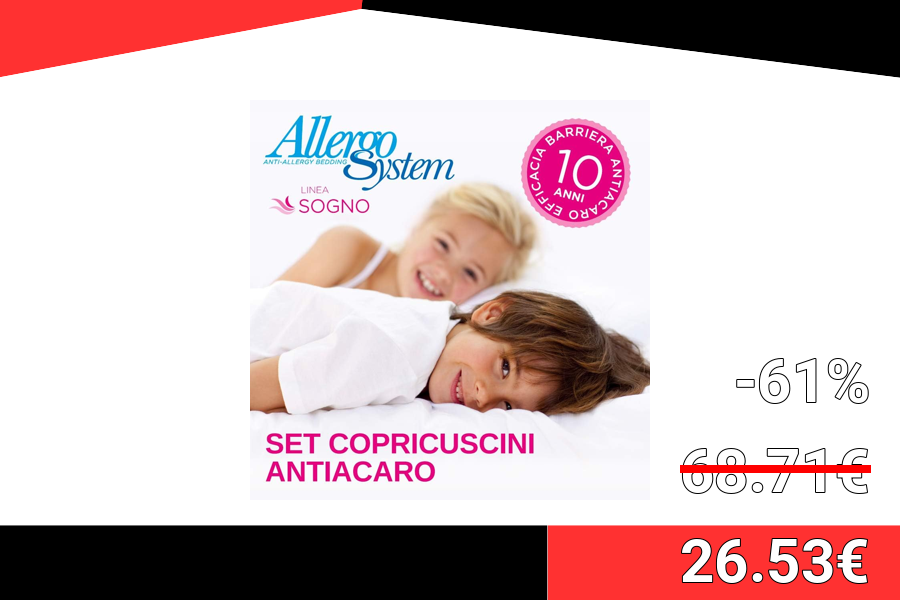 Allergo
ANTI-ALLERGY BEDDING
System
LINEA
SOGNO
EFFICACIA BARRIERA ANTIACARO
10
ANNI
-61%
SET COPRICUSCINI
ANTIACARO
68.71€
26.53€